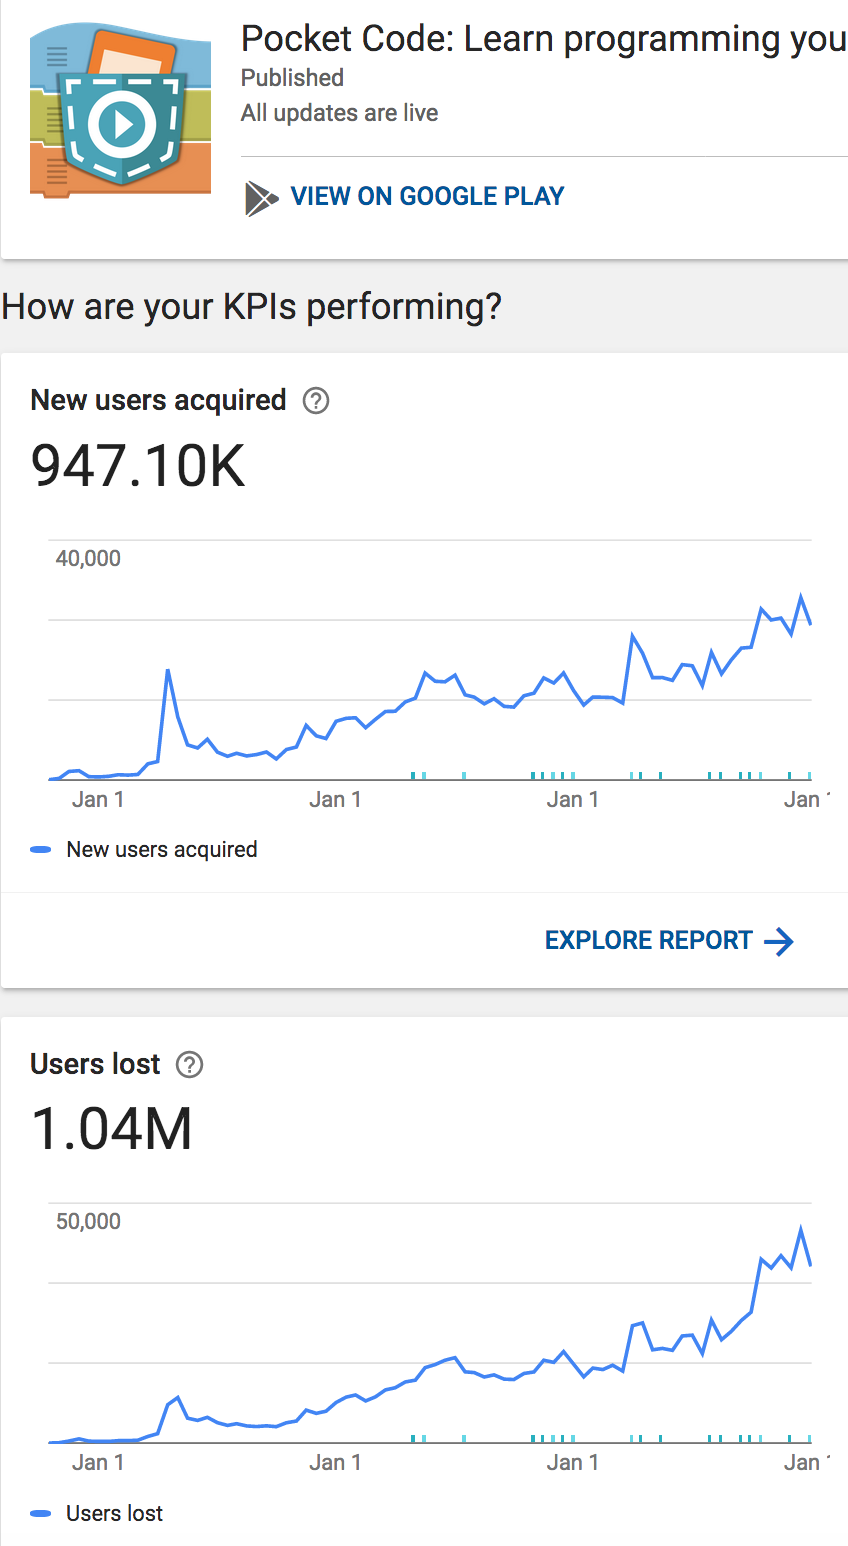 Pocket Code: Learn programming you
Published
All updates are live
VIEW ON GOOGLE PLAY
How are your KPIs performing?
New users acquired ?
947.10K
40,000
Jan 1 Jan 1 Jan 1 Jan 1
New users acquired
EXPLORE REPORT
Users lost ?
1.04M
50,000
Jan 1 Jan 1 Jan 1 Jan 1
Users lost